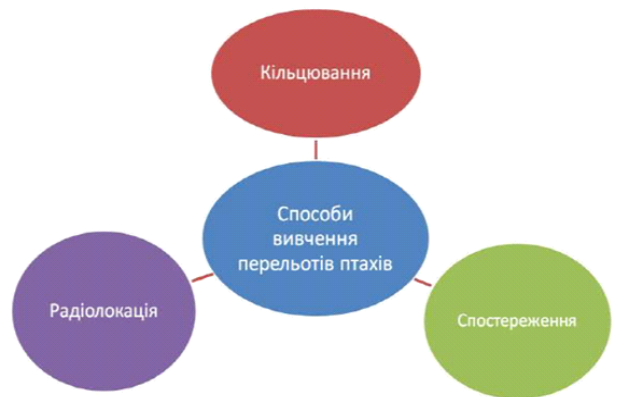 Кільцювання
Способи
вивчення
перельотів птахів
Радіолокація
Спостереження